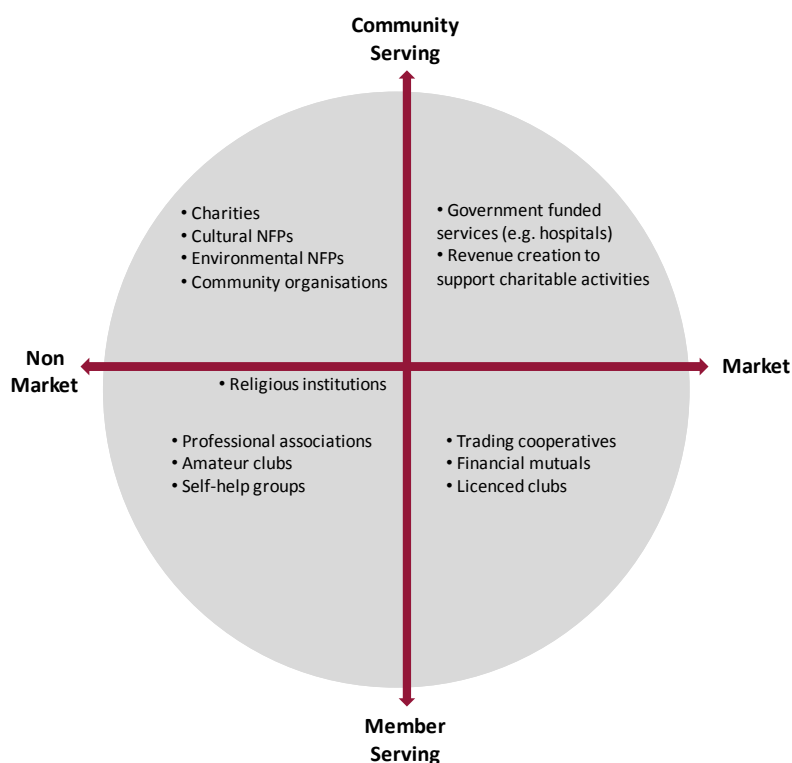 Community
Serving
• Charities
• Cultural NFPs
• Environmental NFPs
• Community organisations
• Government funded
services (e.g. hospitals)
• Revenue creation to
support charitable activities
Non
Market
Market
• Religious institutions
• Professional associations
• Amateur clubs
• Self-help groups
• Trading cooperatives
• Financial mutuals
• Licenced clubs
Member
Serving